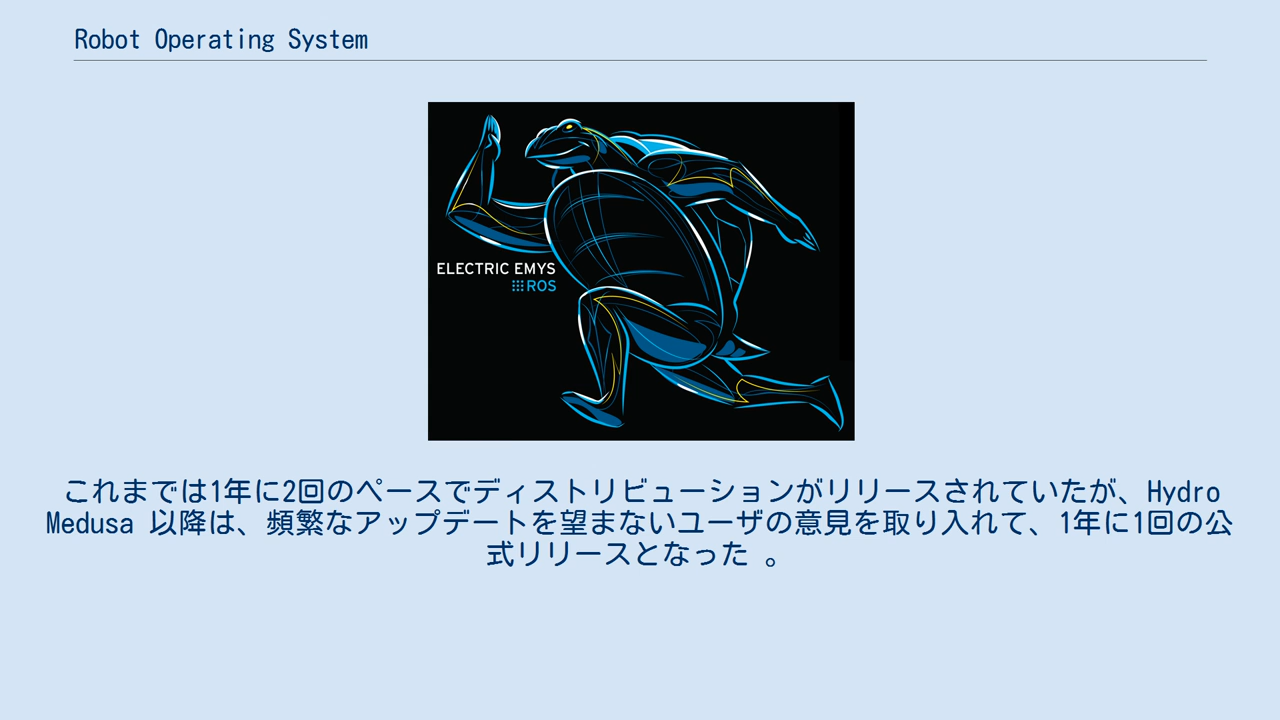 Robot Operating System
ELECTRIC EMYS
ROS
これまでは1年に2回のペースでディストリビューションがリリースされていたが、Hydro
Medusa 以降は、頻繁なアップデートを望まないユーザの意見を取り入れて、1年に1回の公
式リリースとなった 。